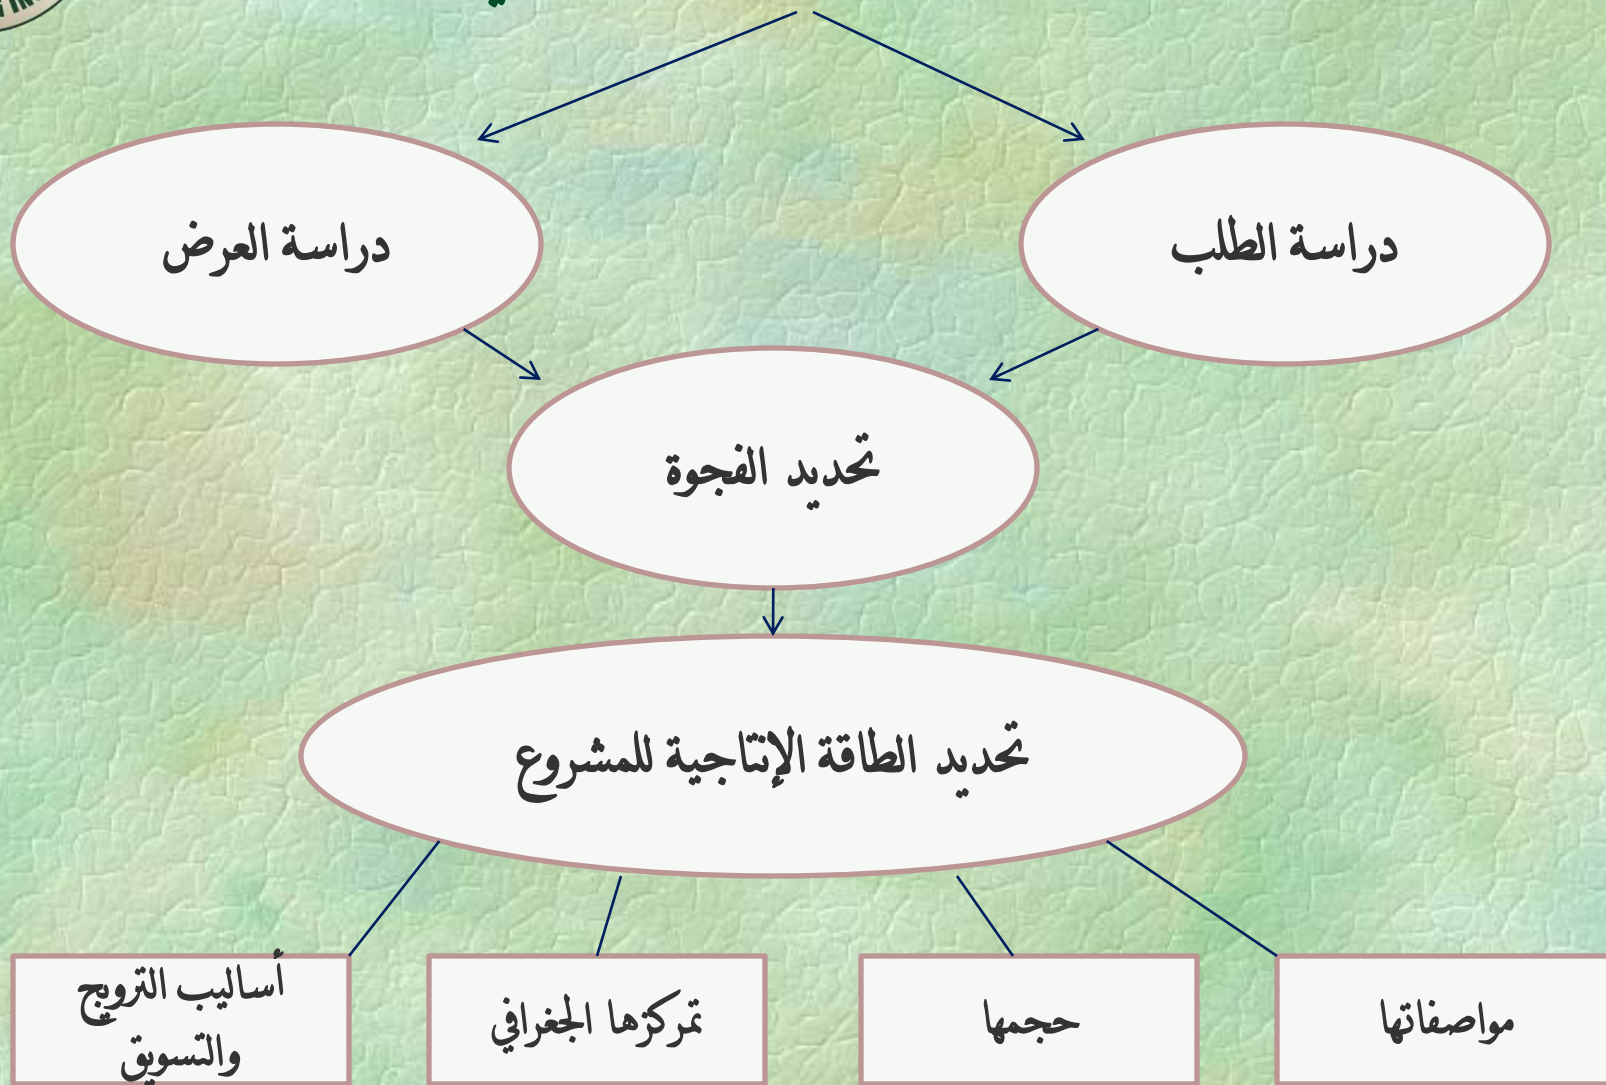 دراسة الطلب
دراسة العرض
تحديد الفجوة
تحديد الطاقة الإنتاجية للمشروع
مواصفاتها
حجمها
تمركزها الجغرافي
أساليب الترويج
والتسويق